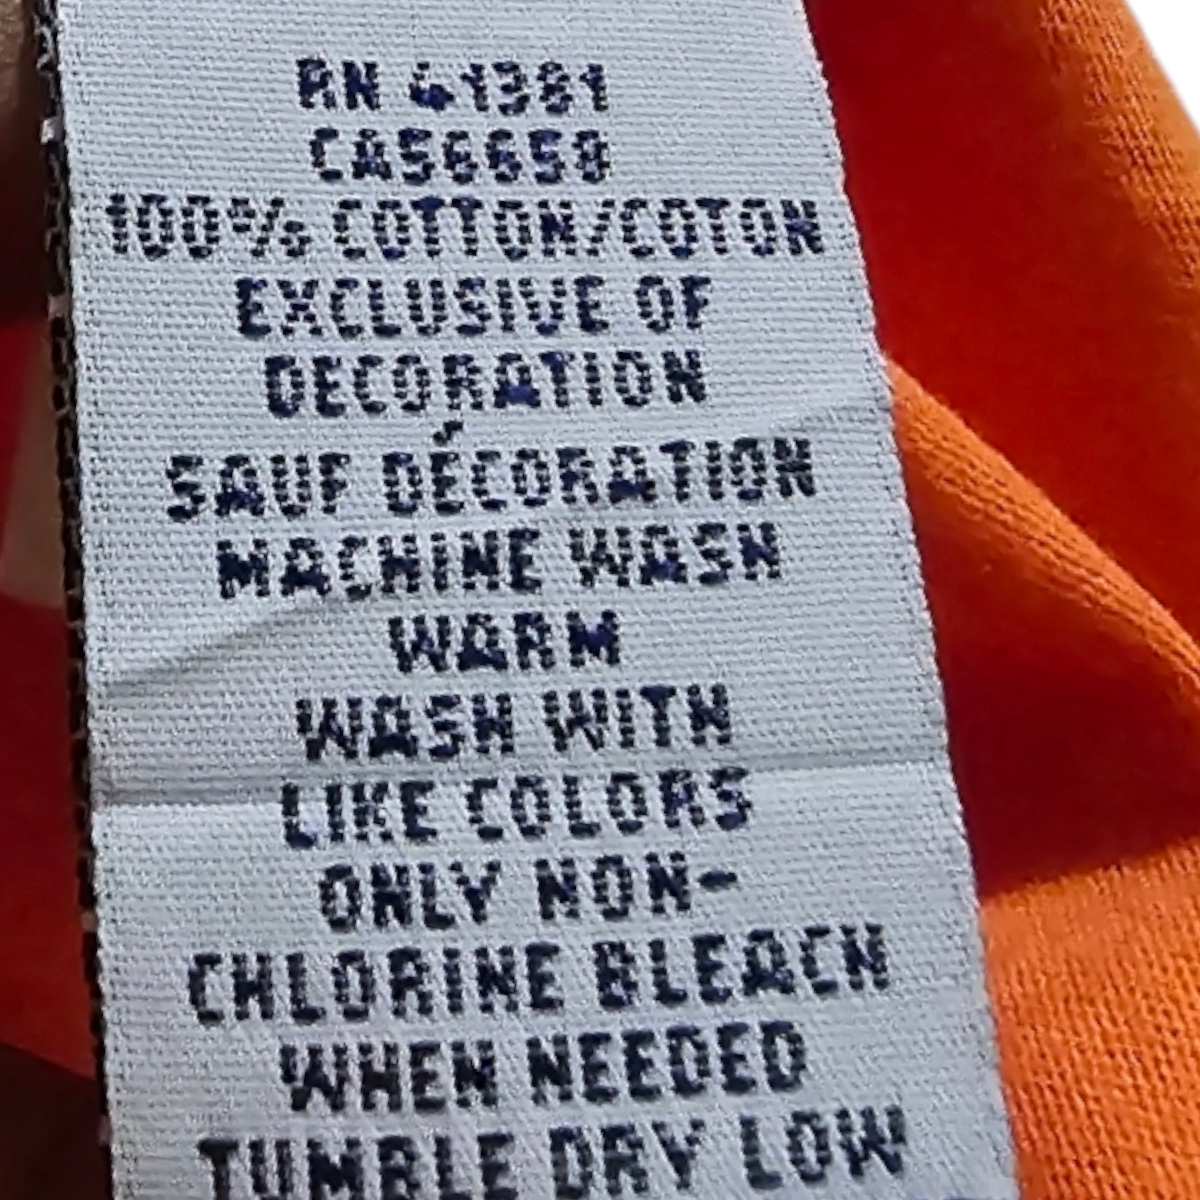 RN 41381
CA56658
100% COTTON/COTON
EXCLUSIVE OF
DECORATION
SAUF DÉCORATION
MACHINE WASH
WARM
WASH WITH
LIKE COLORS
ONLY NON-
CHLORINE BLEACH
WHEN NEEDED
TUMBLE DRY LOW